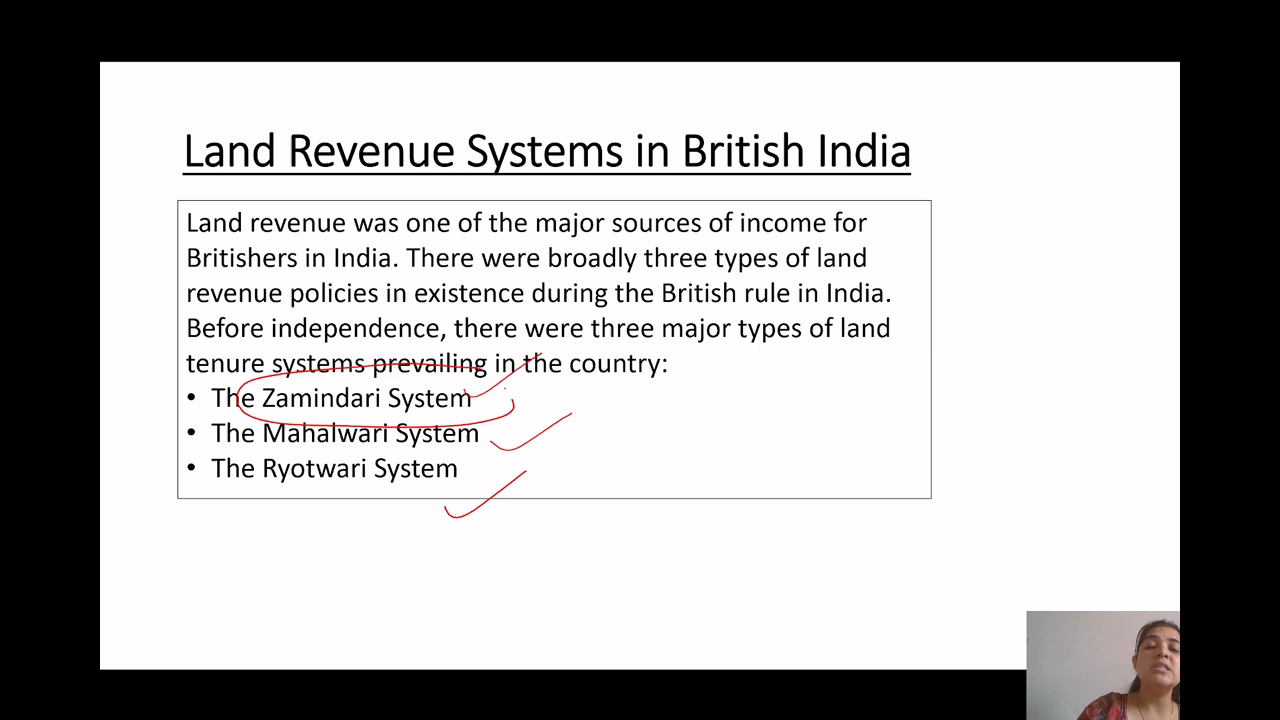 Land Revenue Systems in British India
Land revenue was one of the major sources of income for
Britishers in India. There were broadly three types of land
revenue policies in existence during the British rule in India.
Before independence, there were three major types of land
tenure systems prevailing in the country:
• The Zamindari System
• The Mahalwari System
• The Ryotwari System